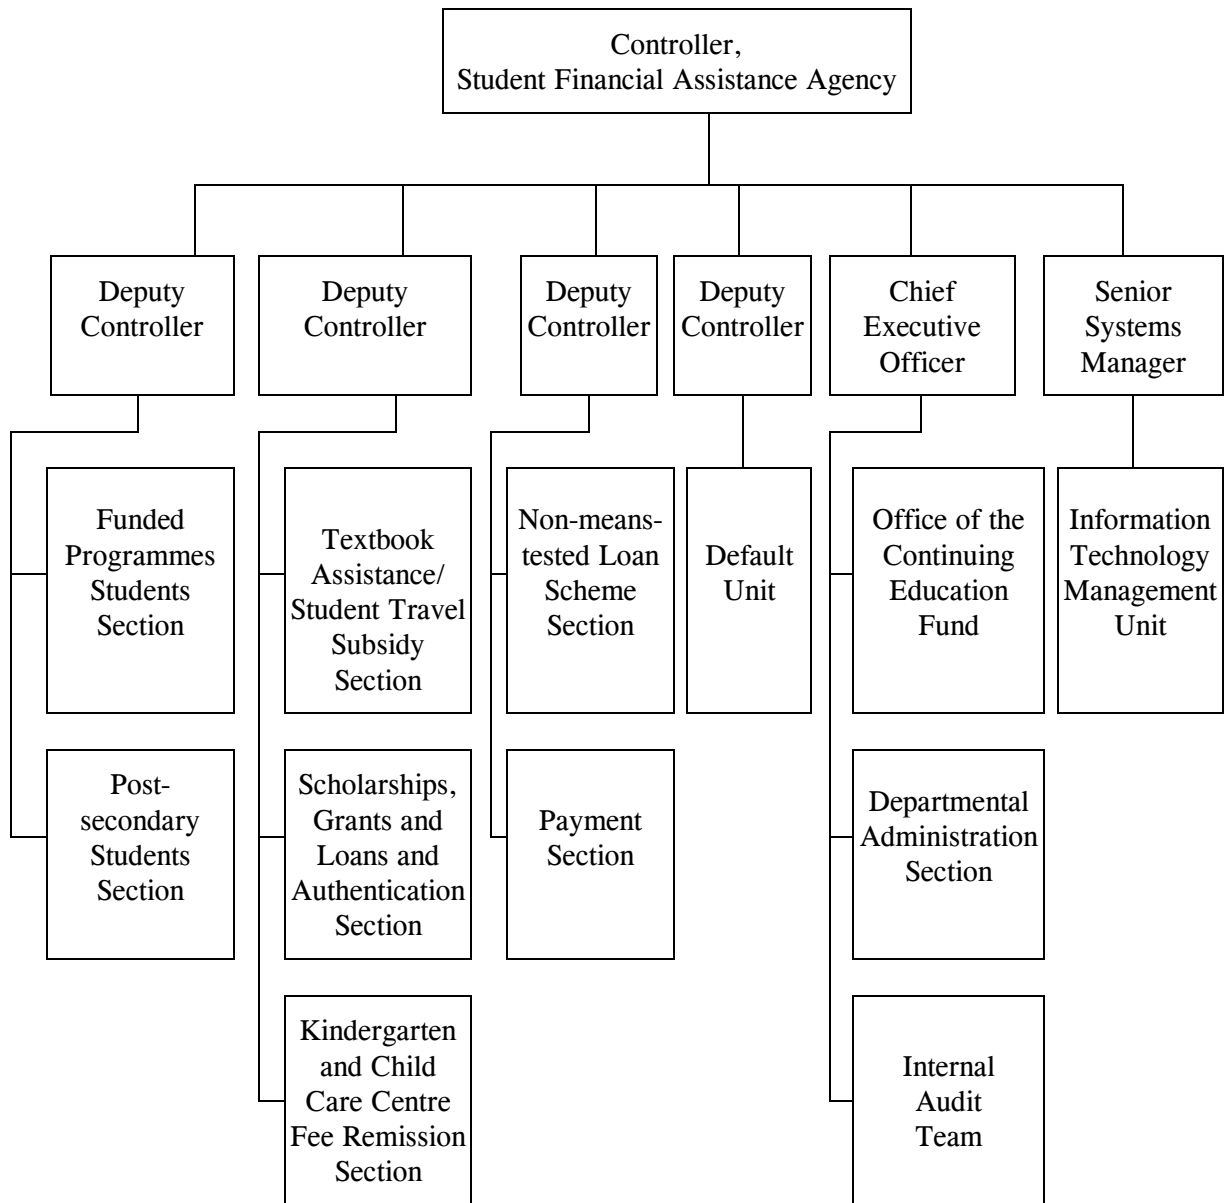 Controller,
Student Financial Assistance Agency
Deputy
Controller
Deputy
Controller
Deputy
Controller
Deputy
Controller
Chief
Executive
Officer
Senior
Systems
Manager
Funded
Programmes
Students
Section
Textbook
Assistance/
Student Travel
Subsidy
Section
Non-means-
tested Loan
Scheme
Section
Default
Unit
Office of the
Continuing
Education
Fund
Information
Technology
Management
Unit
Post-
secondary
Students
Section
Scholarships,
Grants and
Loans and
Authentication
Section
Payment
Section
Departmental
Administration
Section
Kindergarten
and Child
Care Centre
Fee Remission
Section
Internal
Audit
Team